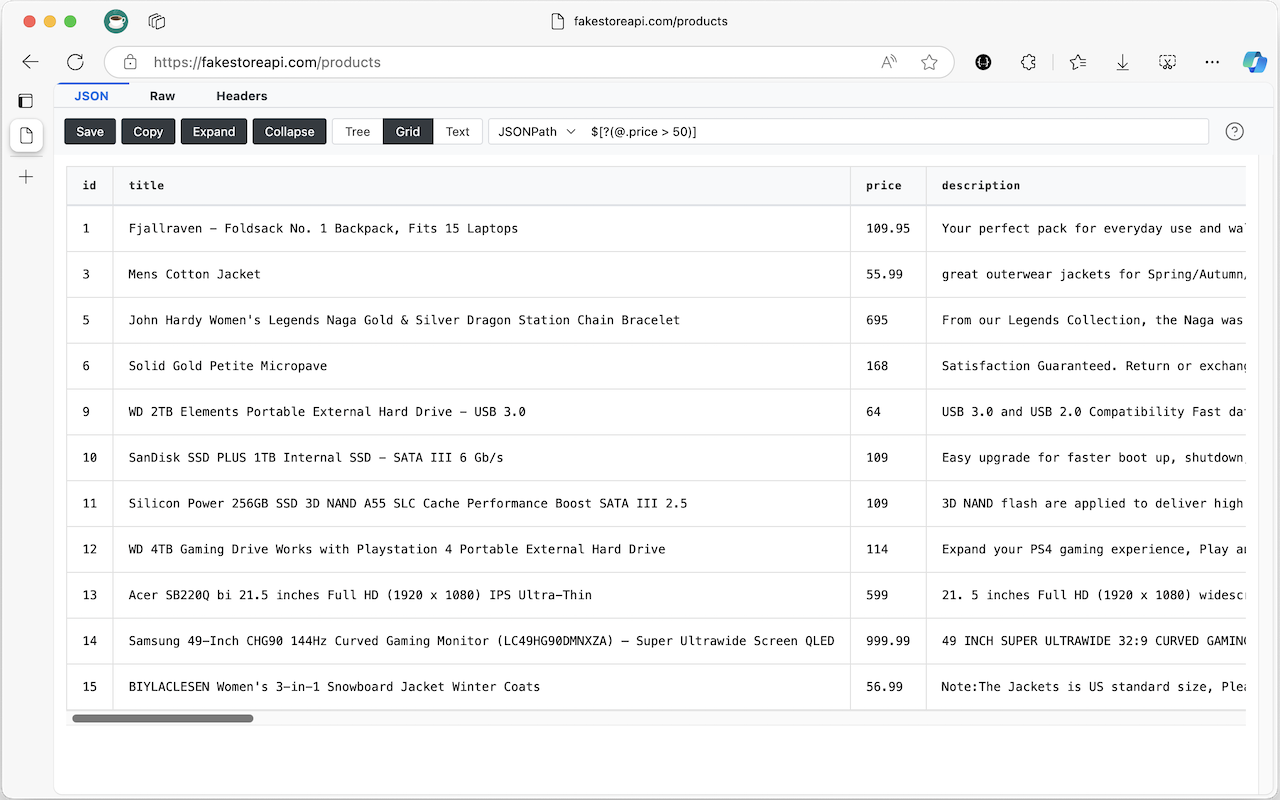 fakestoreapi.com/products
https://fakestoreapi.com/products
JSON Raw Headers
Save Copy Expand Collapse Tree Grid Text JSONPath $[?(@.price > 50)]
id title price description
1 Fjallraven - Foldsack No. 1 Backpack, Fits 15 Laptops 109.95 Your perfect pack for everyday use and
3 Mens Cotton Jacket 55.99 great outerwear jackets for Spring/Autumn,
5 John Hardy Women's Legends Naga Gold & Silver Dragon Station Chain Bracelet 695 From our Legends Collection, the Naga was
6 Solid Gold Petite Micropave 168 Satisfaction Guaranteed. Return or
9 WD 2TB Elements Portable External Hard Drive - USB 3.0 64 USB 3.0 and USB 2.0 Compatibility Fast
10 SanDisk SSD PLUS 1TB Internal SSD - SATA III 6 Gb/s 109 Easy upgrade for faster boot up, shutdown,
11 Silicon Power 256GB SSD 3D NAND A55 SLC Cache Performance Boost SATA III 2.5 109 3D NAND flash are applied to deliver high
12 WD 4TB Gaming Drive Works with Playstation 4 Portable External Hard Drive 114 Expand your PS4 gaming experience, Play
13 Acer SB220Q bi 21.5 inches Full HD (1920 x 1080) IPS Ultra-Thin 599 21. 5 inches Full HD (1920 x 1080)
14 Samsung 49-Inch CHG90 144Hz Curved Gaming Monitor (LC49HG90DMNXZA) – Super Ultrawide Screen QLED 999.99 49 INCH SUPER ULTRAWIDE 32:9 CURVED
15 BIYLACLESEN Women's 3-in-1 Snowboard Jacket Winter Coats 56.99 Note:The Jackets is US standard size,